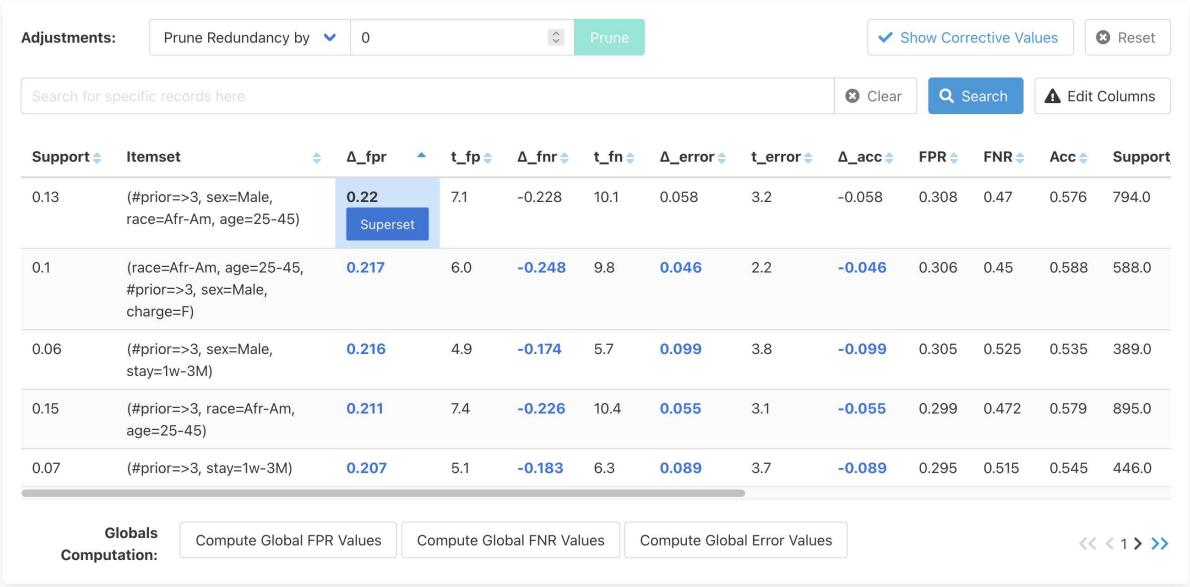 Adjustments: Prune Redundancy by 0 Prune Show Corrective Values Reset
Search for specific records here Clear Search Edit Columns
Support Itemset Δ_fpr t_fp Δ_fnr t_fn Δ_error t_error Δ_acc FPR FNR Acc Support_
0.13 (#prior=>3, sex=Male, 0.22 7.1 -0.228 10.1 0.058 3.2 -0.058 0.308 0.47 0.576 794.0
race=Afr-Am, age=25-45) Superset
0.1 (race=Afr-Am, age=25-45, 0.217 6.0 -0.248 9.8 0.046 2.2 -0.046 0.306 0.45 0.588 588.0
#prior=>3, sex=Male,
charge=F)
0.06 (#prior=>3, sex=Male, 0.216 4.9 -0.174 5.7 0.099 3.8 -0.099 0.305 0.525 0.535 389.0
stay=1w-3M)
0.15 (#prior=>3, race=Afr-Am, 0.211 7.4 -0.226 10.4 0.055 3.1 -0.055 0.299 0.472 0.579 895.0
age=25-45)
0.07 (#prior=>3, stay=1w-3M) 0.207 5.1 -0.183 6.3 0.089 3.7 -0.089 0.295 0.515 0.545 446.0
Globals
Computation: Compute Global FPR Values Compute Global FNR Values Compute Global Error Values 1